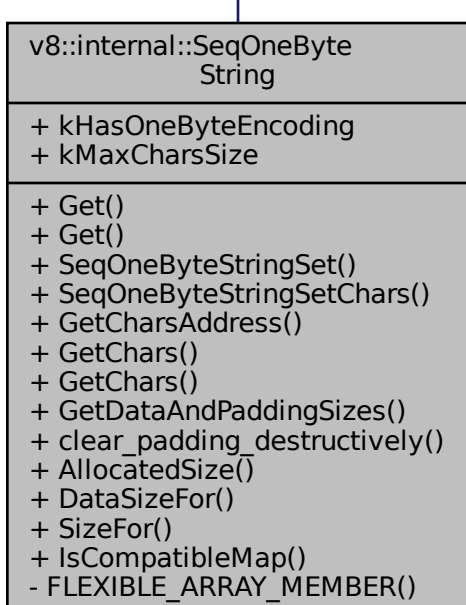 v8::internal::SeqOneByte
String
+ kHasOneByteEncoding
+ kMaxCharsSize
+ Get()
+ Get()
+ SeqOneByteStringSet()
+ SeqOneByteStringSetChars()
+ GetCharsAddress()
+ GetChars()
+ GetChars()
+ GetDataAndPaddingSizes()
+ clear_padding_destructively()
+ AllocatedSize()
+ DataSizeFor()
+ SizeFor()
+ IsCompatibleMap()
- FLEXIBLE_ARRAY_MEMBER()